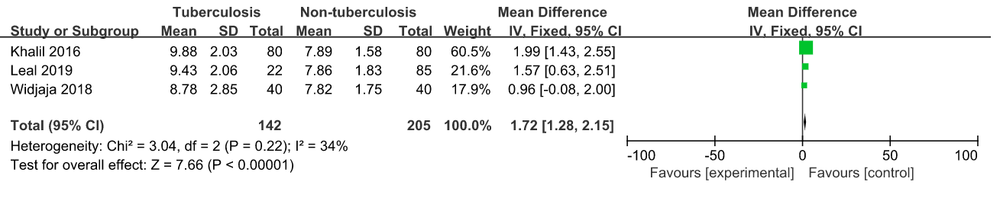 Tuberculosis Non-tuberculosis Mean Difference Mean Difference
Study or Subgroup Mean SD Total Mean SD Total Weight IV, Fixed, 95% CI IV, Fixed, 95% CI
Khalil 2016 9.88 2.03 80 7.89 1.58 80 60.5% 1.99 [1.43, 2.55]
Leal 2019 9.43 2.06 22 7.86 1.83 85 21.6% 1.57 [0.63, 2.51]
Widjaja 2018 8.78 2.85 40 7.82 1.75 40 17.9% 0.96 [-0.08, 2.00]
Total (95% CI) 142 205 100.0% 1.72 [1.28, 2.15]
Heterogeneity: Chi² = 3.04, df = 2 (P = 0.22); I² = 34%
Test for overall effect: Z = 7.66 (P < 0.00001)
-100 -50 0 50 100
Favours [experimental] Favours [control]